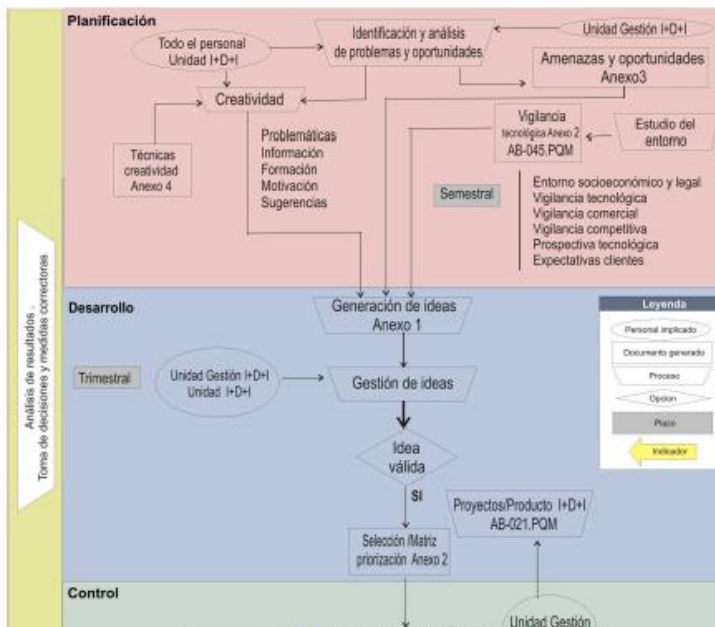 Planificación
Todo el personal
Unidad I+D+I
Identificación y análisis
de problemas y oportunidades
Unidad Gestión I+D+I
Amenazas y oportunidades
Anexo3
Creatividad
Técnicas
creatividad
Anexo 4
Problemáticas
Información
Formación
Motivación
Sugerencias
Vigilancia
tecnológica Anexo 2
AB-045.PQM
Estudio del
entorno
Semestral
Entorno socioeconómico y legal
Vigilancia tecnológica
Vigilancia comercial
Vigilancia competitiva
Prospectiva tecnológica
Expectativas clientes
Análisis de resultados .
Toma de decisiones y medidas correctoras
Desarrollo
Generación de ideas
Anexo 1
Trimestral
Unidad Gestión I+D+I
Unidad I+D+I
Gestión de ideas
Idea
válida
SI
Selección /Matriz
priorización Anexo 2
Proyectos/Producto I+D+I
AB-021.PQM
Leyenda
Personal implicado
Documento generado
Proceso
Opcion
Plazo
Indicador
Control
Unidad Gestión